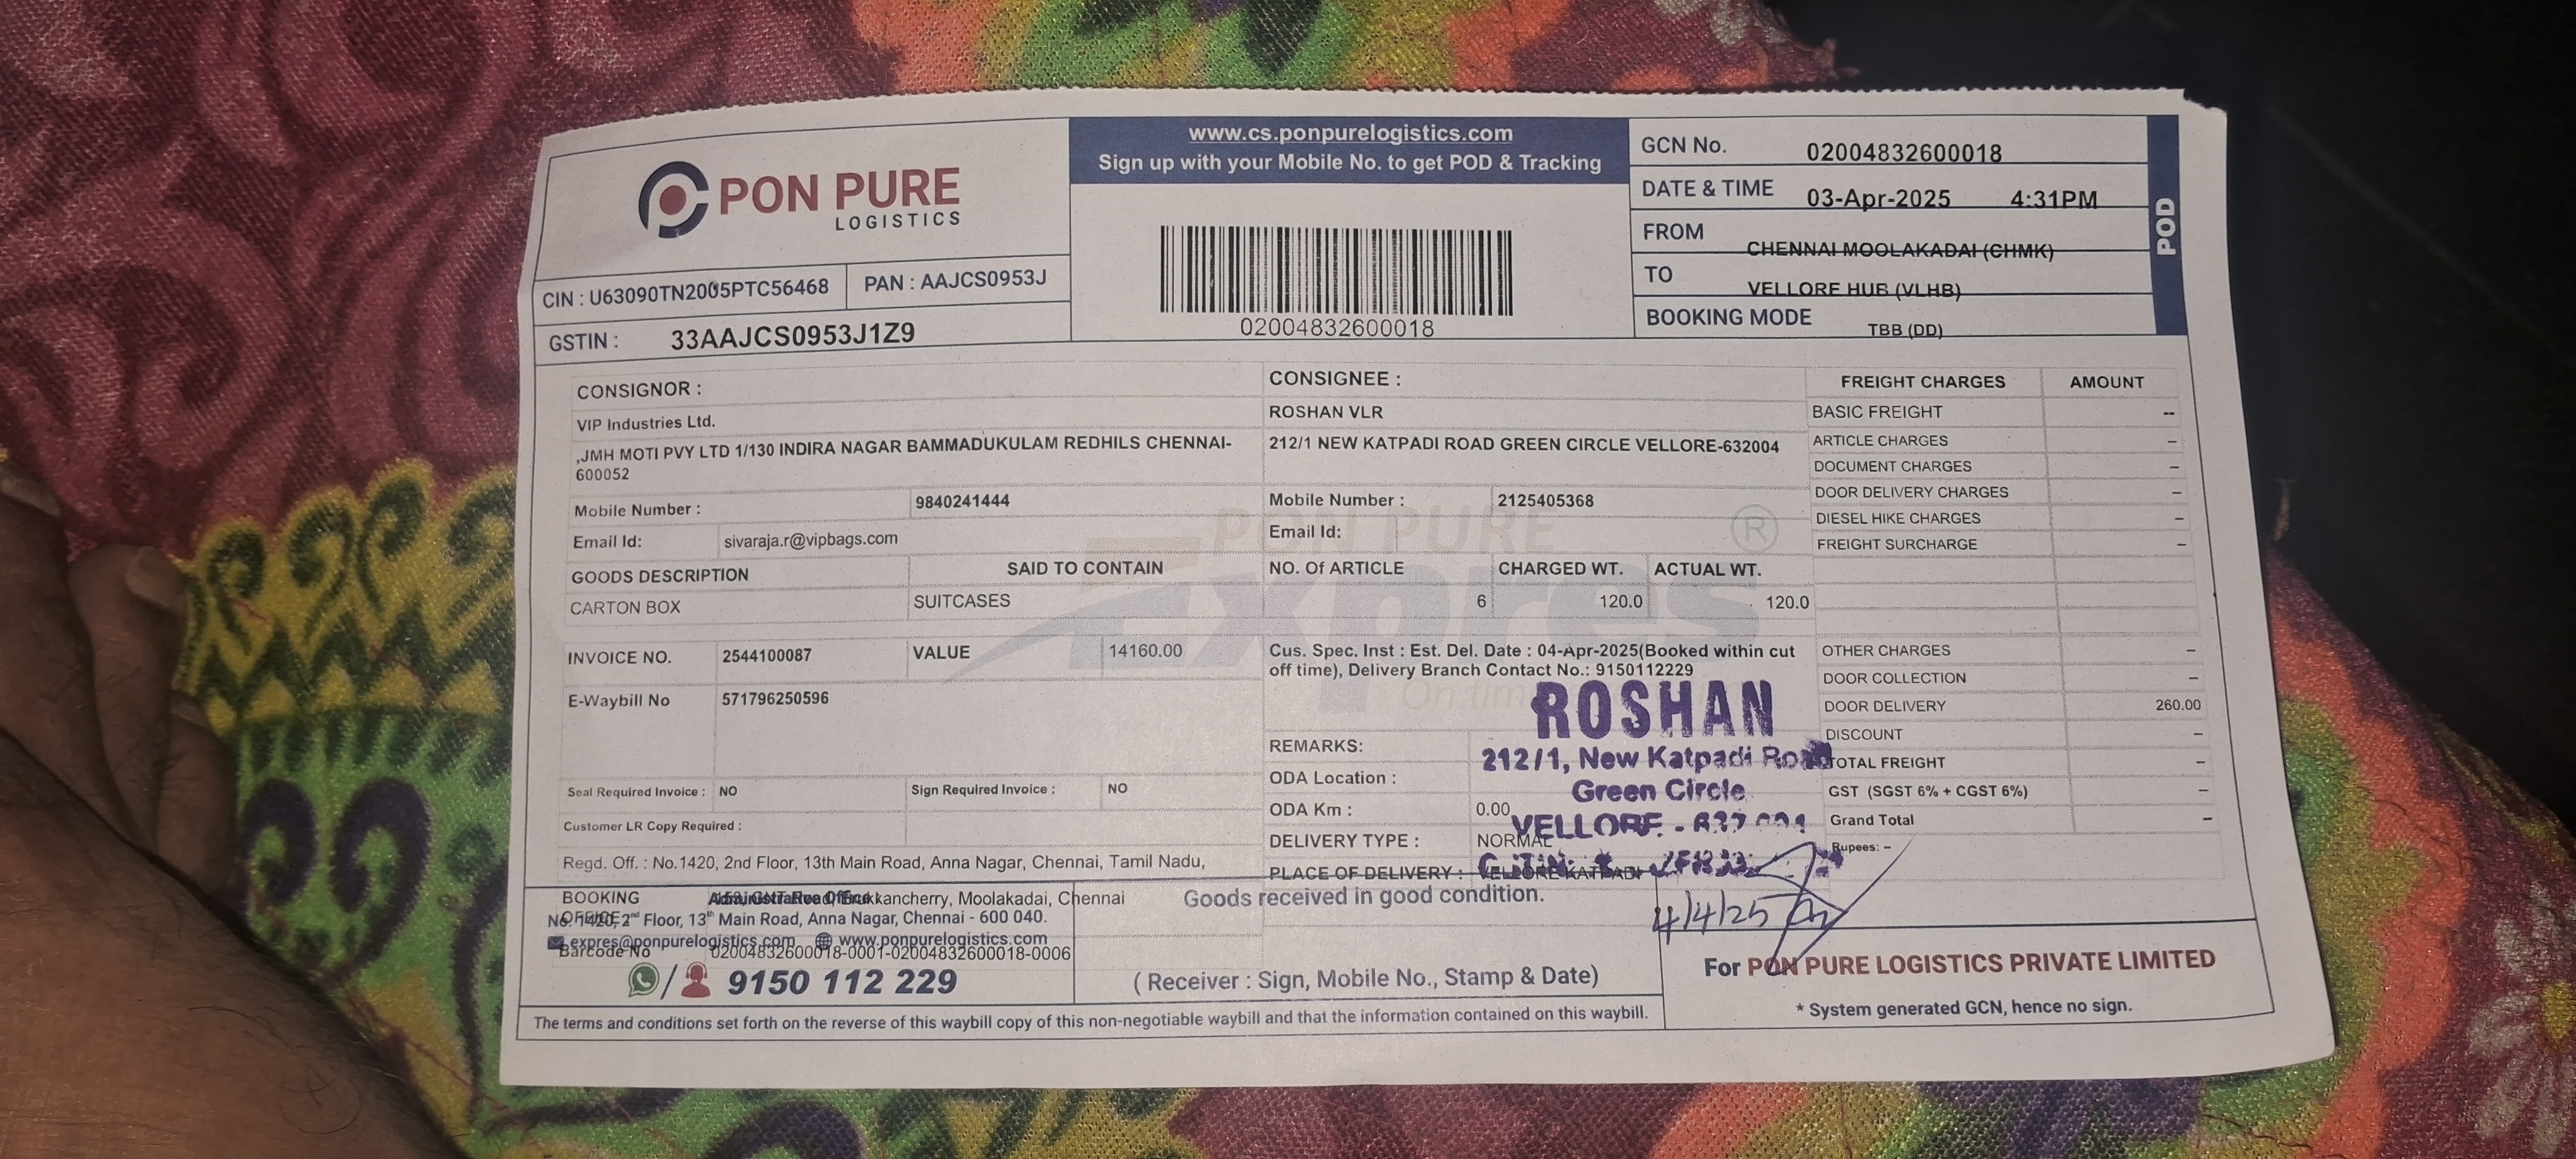 PON PURE
LOGISTICS
CIN : U63090TN2005PTC56468 PAN : AAJCS0953J
GSTIN : 33AAJCS0953J1Z9
www.cs.ponpurelogistics.com
Sign up with your Mobile No. to get POD & Tracking
02004832600018
GCN No. 02004832600018
DATE & TIME 03-Apr-2025 4:31PM
FROM CHENNAI MOOLAKADAI (CHMK)
TO VELLORE HUB (VLHB)
BOOKING MODE TBB (DD)
POD
CONSIGNOR :
VIP Industries Ltd.
,JMH MOTI PVY LTD 1/130 INDIRA NAGAR BAMMADUKULAM REDHILS CHENNAI-
600052
Mobile Number : 9840241444
Email Id: sivaraja.r@vipbags.com
GOODS DESCRIPTION SAID TO CONTAIN
CARTON BOX SUITCASES
INVOICE NO. 2544100087 VALUE 14160.00
E-Waybill No 571796250596
Seal Required Invoice : NO Sign Required Invoice : NO
Customer LR Copy Required :
Regd. Off. : No.1420, 2nd Floor, 13th Main Road, Anna Nagar, Chennai, Tamil Nadu,
CONSIGNEE :
ROSHAN VLR
212/1 NEW KATPADI ROAD GREEN CIRCLE VELLORE-632004
Mobile Number : 2125405368
Email Id:
NO. Of ARTICLE CHARGED WT. ACTUAL WT.
6 120.0 120.0
PON PURE
Expres ®
On tim
Cus. Spec. Inst : Est. Del. Date : 04-Apr-2025(Booked within cut
off time), Delivery Branch Contact No.: 9150112229
REMARKS:
ODA Location :
ODA Km : 0.00
DELIVERY TYPE : NORMAL
PLACE OF DELIVERY : VELLORE KATPADI
ROSHAN
212/1, New Katpadi Road
Green Circle
VELLORE -
4/4/25
FREIGHT CHARGES AMOUNT
BASIC FREIGHT --
ARTICLE CHARGES –
DOCUMENT CHARGES –
DOOR DELIVERY CHARGES –
DIESEL HIKE CHARGES –
FREIGHT SURCHARGE –
OTHER CHARGES –
DOOR COLLECTION –
DOOR DELIVERY 260.00
DISCOUNT –
TOTAL FREIGHT –
GST (SGST 6% + CGST 6%) –
Grand Total –
Rupees: –
BOOKING OFFICE
Administrative Office
kancherry, Moolakadai, Chennai
No. 1420, 2nd Floor, 13th Main Road, Anna Nagar, Chennai - 600 040.
expres@ponpurelogistics.com www.ponpurelogistics.com
Barcode No 02004832600018-0001-02004832600018-0006
/ 9150 112 229
Goods received in good condition.
( Receiver : Sign, Mobile No., Stamp & Date)
For PON PURE LOGISTICS PRIVATE LIMITED
* System generated GCN, hence no sign.
The terms and conditions set forth on the reverse of this waybill copy of this non-negotiable waybill and that the information contained on this waybill.